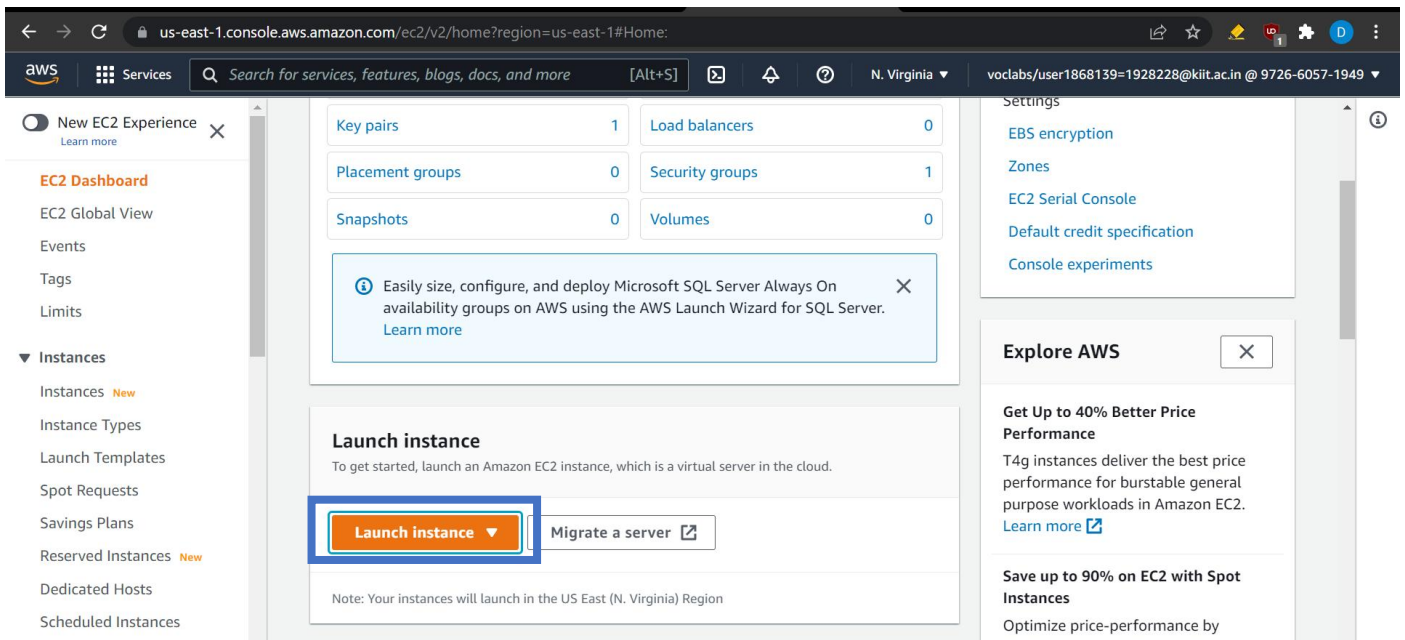 us-east-1.console.aws.amazon.com/ec2/v2/home?region=us-east-1#Home:
1
D
aws
Services
Search for services, features, blogs, docs, and more
[Alt+S]
N. Virginia ▼
voclabs/user1868139=1928228@kiit.ac.in @ 9726-6057-1949 ▼
New EC2 Experience
Learn more
EC2 Dashboard
EC2 Global View
Events
Tags
Limits
▼ Instances
Instances New
Instance Types
Launch Templates
Spot Requests
Savings Plans
Reserved Instances New
Dedicated Hosts
Scheduled Instances
Key pairs 1
Load balancers 0
Placement groups 0
Security groups 1
Snapshots 0
Volumes 0
Easily size, configure, and deploy Microsoft SQL Server Always On
availability groups on AWS using the AWS Launch Wizard for SQL Server.
Learn more
Launch instance
To get started, launch an Amazon EC2 instance, which is a virtual server in the cloud.
Launch instance ▼
Migrate a server
Note: Your instances will launch in the US East (N. Virginia) Region
Settings
EBS encryption
Zones
EC2 Serial Console
Default credit specification
Console experiments
Explore AWS
Get Up to 40% Better Price
Performance
T4g instances deliver the best price
performance for burstable general
purpose workloads in Amazon EC2.
Learn more
Save up to 90% on EC2 with Spot
Instances
Optimize price-performance by